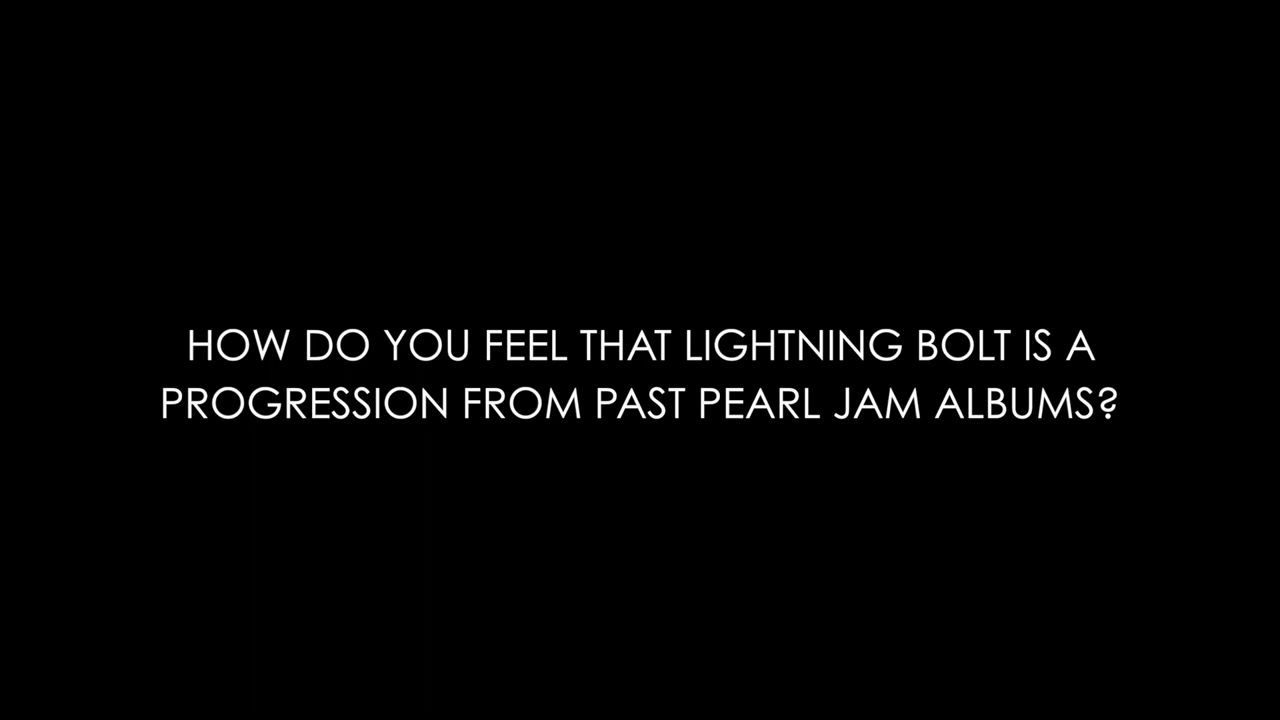 HOW DO YOU FEEL THAT LIGHTNING BOLT IS A
PROGRESSION FROM PAST PEARL JAM ALBUMS?